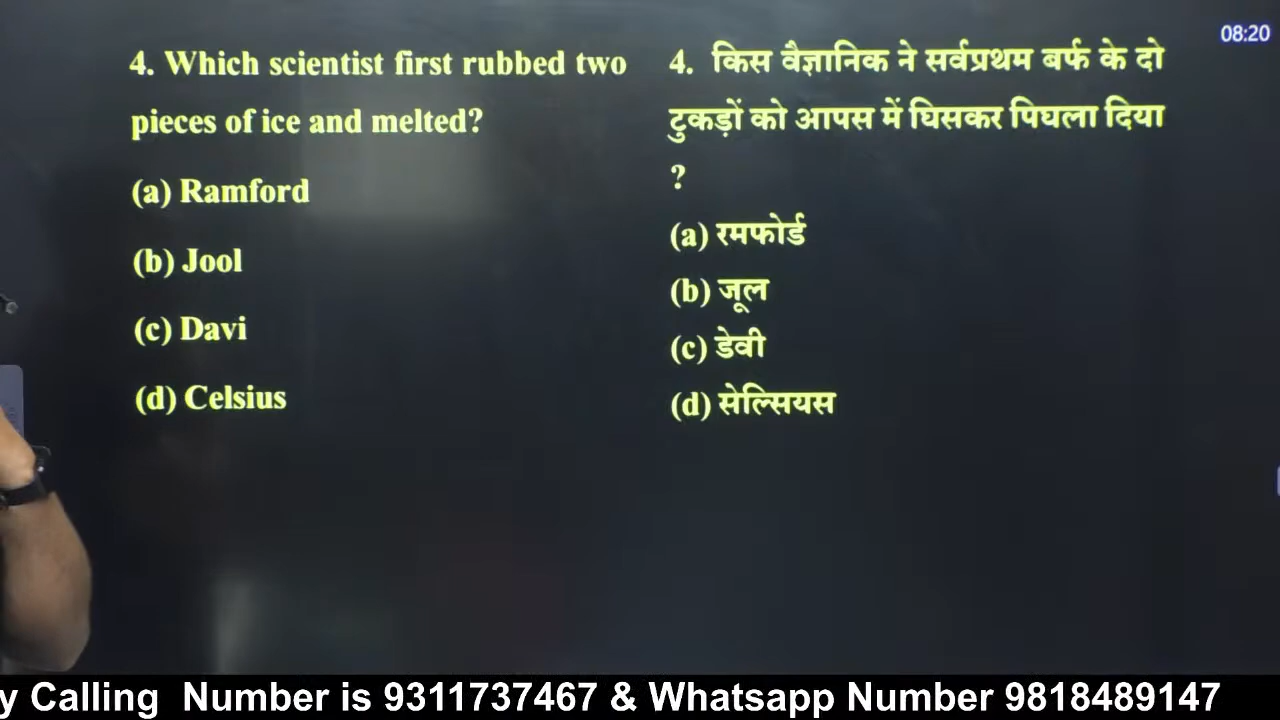 08:20
4. Which scientist first rubbed two
pieces of ice and melted?
(a) Ramford
(b) Jool
(c) Davi
(d) Celsius
4. किस वैज्ञानिक ने सर्वप्रथम बर्फ के दो
टुकड़ों को आपस में घिसकर पिघला दिया
?
(a) रमफोर्ड
(b) जूल
(c) डेवी
(d) सेल्सियस
y Calling Number is 9311737467 & Whatsapp Number 9818489147